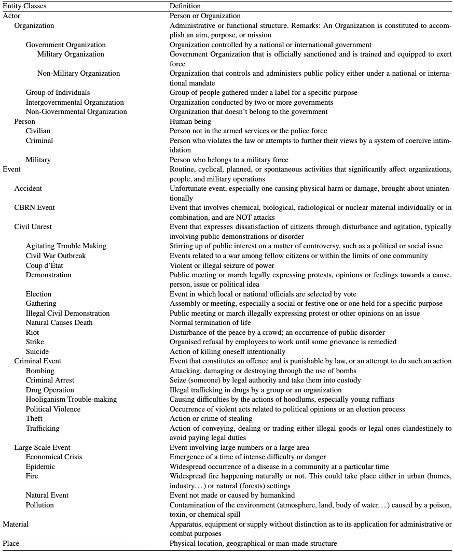 Entity Classes Definition
Actor Person or Organization
Organization Administrative or functional structure. Remarks: An Organization is constituted to accom-
plish an aim, purpose, or mission
Government Organization Organization controlled by a national or international government
Military Organization Government Organization that is officially sanctioned and is trained and equipped to exert
force
Non-Military Organization Organization that controls and administers public policy either under a national or interna-
tional mandate
Group of Individuals Group of people gathered under a label for a specific purpose
Intergovernmental Organization Organization conducted by two or more governments
Non-Governmental Organization Organization that doesn't belong to the government
Person Human being
Civilian Person not in the armed services or the police force
Criminal Person who violates the law or attempts to further their views by a system of coercive intim-
idation
Military Person who belongs to a military force
Event Routine, cyclical, planned, or spontaneous activities that significantly affect organizations,
people, and military operations
Accident Unfortunate event, especially one causing physical harm or damage, brought about uninten-
tionally
CBRN Event Event that involves chemical, biological, radiological or nuclear material individually or in
combination, and are NOT attacks
Civil Unrest Event that expresses dissatisfaction of citizens through disturbance and agitation, typically
involving public demonstrations or disorder
Agitating Trouble Making Stirring up of public interest on a matter of controversy, such as a political or social issue
Civil War Outbreak Events related to a war among fellow citizens or within the limits of one community
Coup d'État Violent or illegal seizure of power
Demonstration Public meeting or march legally expressing protests, opinions or feelings towards a cause,
person, issue or political idea
Election Event in which local or national officials are selected by vote
Gathering Assembly or meeting, especially a social or festive one or one held for a specific purpose
Illegal Civil Demonstration Public meeting or march illegally expressing protest or other opinions on an issue
Natural Causes Death Normal termination of life
Riot Disturbance of the peace by a crowd; an occurrence of public disorder
Strike Organised refusal by employees to work until some grievance is remedied
Suicide Action of killing oneself intentionally
Criminal Event Event that constitutes an offence and is punishable by law, or an attempt to do such an action
Bombing Attacking, damaging or destroying through the use of bombs
Criminal Arrest Seize (someone) by legal authority and take them into custody
Drug Operation Illegal trafficking in drugs by a group or an organization
Hooliganism Trouble-making Causing difficulties by the actions of hoodlums, especially young ruffians
Political Violence Occurrence of violent acts related to political opinions or an election process
Theft Action or crime of stealing
Trafficking Action of conveying, dealing or trading either illegal goods or legal ones clandestinely to
avoid paying legal duties
Large Scale Event Event involving large numbers or a large area
Economical Crisis Emergence of a time of intense difficulty or danger
Epidemic Widespread occurrence of a disease in a community at a particular time
Fire Widespread fire happening naturally or not. This could take place either in urban (homes,
industry...) or natural (forests) settings
Natural Event Event not made or caused by humankind
Pollution Contamination of the environment (atmosphere, land, body of water...) caused by a poison,
toxin, or chemical spill
Material Apparatus, equipment or supply without distinction as to its application for administrative or
combat purposes
Place Physical location, geographical or man-made structure